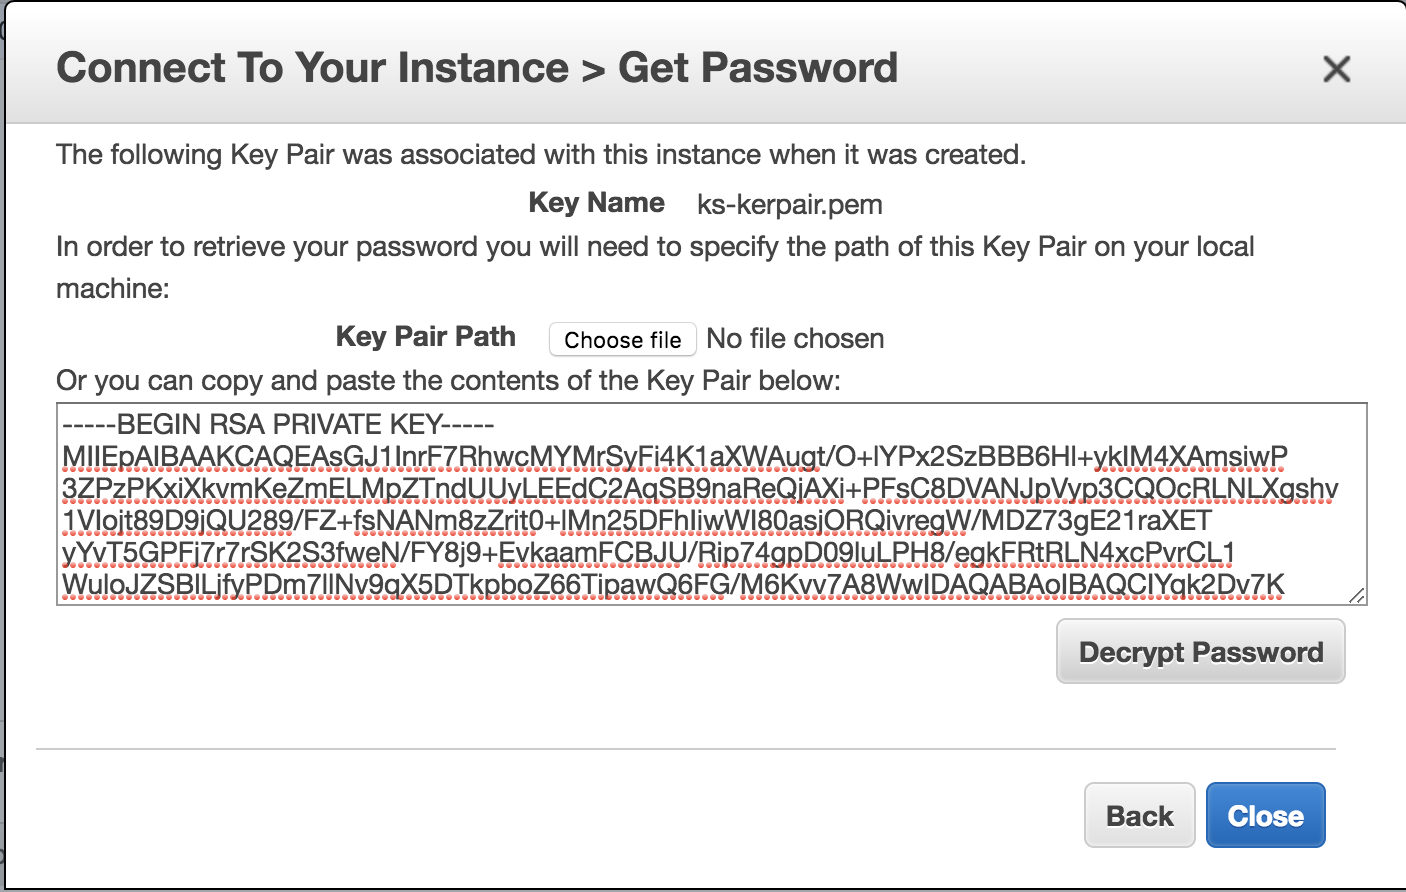 Connect To Your Instance > Get Password
The following Key Pair was associated with this instance when it was created.
Key Name ks-kerpair.pem
In order to retrieve your password you will need to specify the path of this Key Pair on your local
machine:
Key Pair Path Choose file No file chosen
Or you can copy and paste the contents of the Key Pair below:
-----BEGIN RSA PRIVATE KEY-----
MIIEpAIBAAKCAQEAsGJ1InrF7RhwcMYMrSyFi4K1aXWAugt/O+lYPx2SzBBB6Hl+ykIM4XAmsiwP
3ZPzPKxiXkvmKeZmELMpZTndUUyLEEdC2AqSB9naReQjAXi+PFsC8DVANJpVyp3CQOcRLNLXgshv
1VIojt89D9jQU289/FZ+fsNANm8zZrit0+IMn25DFhIiwWI80asjORQivregW/MDZ73gE21raXET
yYvT5GPFj7r7rSK2S3fweN/FY8j9+EvkaamFCBJU/Rip74gpD09luLPH8/egkFRtRLN4xcPvrCL1
WuloJZSBILjfyPDm7llNv9qX5DTkpboZ66TipawQ6FG/M6Kvv7A8WwIDAQABAoIBAQCIYqk2Dv7K
Decrypt Password
Back Close